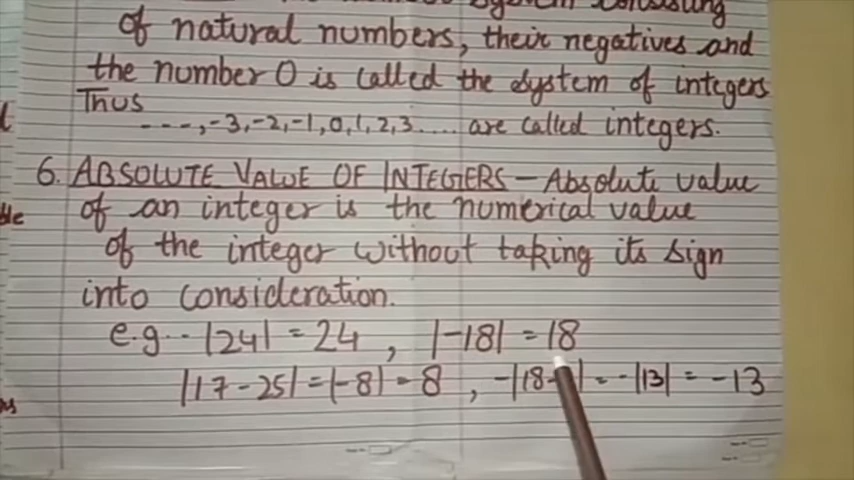 System consisting
of natural numbers, their negatives and
the number 0 is called the system of integers
Thus
----, -3, -2, -1, 0, 1, 2, 3.... are called integers.
6. ABSOLUTE VALUE OF INTEGERS - Absolute value
of an integer is the numerical value
of the integer without taking its sign
into consideration.
e.g. - |24| = 24 , |-18| = 18
|17 - 25| = |-8| = 8 , -|18- | = -|13| = -13